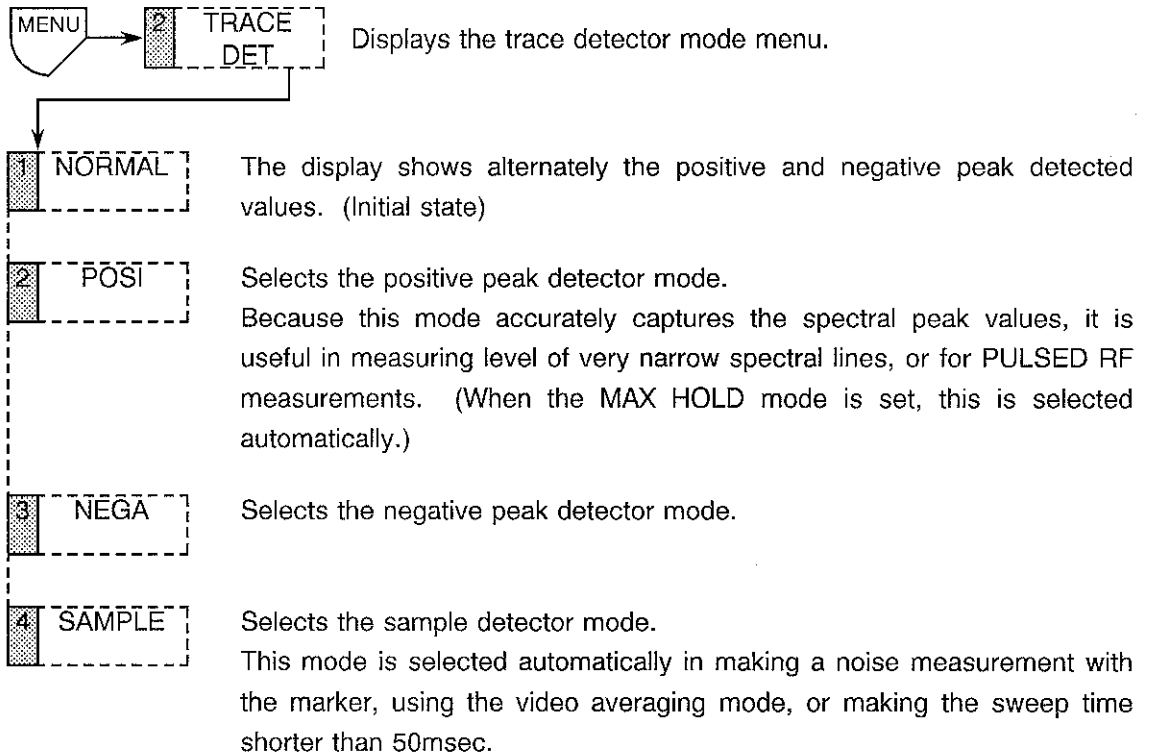 MENU
2 TRACE
DET
Displays the trace detector mode menu.
1 NORMAL
The display shows alternately the positive and negative peak detected
values. (Initial state)
2 POSI
Selects the positive peak detector mode.
Because this mode accurately captures the spectral peak values, it is
useful in measuring level of very narrow spectral lines, or for PULSED RF
measurements. (When the MAX HOLD mode is set, this is selected
automatically.)
3 NEGA
Selects the negative peak detector mode.
4 SAMPLE
Selects the sample detector mode.
This mode is selected automatically in making a noise measurement with
the marker, using the video averaging mode, or making the sweep time
shorter than 50msec.